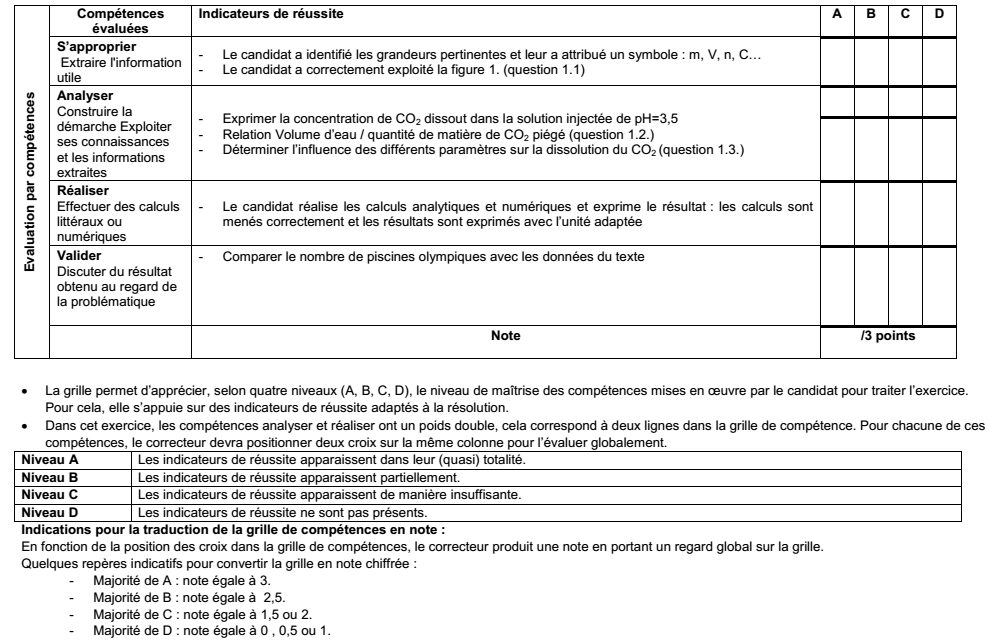 Compétences évaluées
Indicateurs de réussite
A B C D
Evaluation par compétences
S’approprier
Extraire l'information
utile
- Le candidat a identifié les grandeurs pertinentes et leur a attribué un symbole : m, V, n, C…
- Le candidat a correctement exploité la figure 1. (question 1.1)
Analyser
Construire la
démarche Exploiter
ses connaissances
et les informations
extraites
- Exprimer la concentration de CO₂ dissout dans la solution injectée de pH=3,5
- Relation Volume d’eau / quantité de matière de CO₂ piégé (question 1.2.)
- Déterminer l’influence des différents paramètres sur la dissolution du CO₂ (question 1.3.)
Réaliser
Effectuer des calculs
littéraux ou
numériques
- Le candidat réalise les calculs analytiques et numériques et exprime le résultat : les calculs sont
menés correctement et les résultats sont exprimés avec l’unité adaptée
Valider
Discuter du résultat
obtenu au regard de
la problématique
- Comparer le nombre de piscines olympiques avec les données du texte
Note
/3 points
• La grille permet d’apprécier, selon quatre niveaux (A, B, C, D), le niveau de maîtrise des compétences mises en œuvre par le candidat pour traiter l’exercice.
Pour cela, elle s’appuie sur des indicateurs de réussite adaptés à la résolution.
• Dans cet exercice, les compétences analyser et réaliser ont un poids double, cela correspond à deux lignes dans la grille de compétence. Pour chacune de ces
compétences, le correcteur devra positionner deux croix sur la même colonne pour l’évaluer globalement.
Niveau A Les indicateurs de réussite apparaissent dans leur (quasi) totalité.
Niveau B Les indicateurs de réussite apparaissent partiellement.
Niveau C Les indicateurs de réussite apparaissent de manière insuffisante.
Niveau D Les indicateurs de réussite ne sont pas présents.
Indications pour la traduction de la grille de compétences en note :
En fonction de la position des croix dans la grille de compétences, le correcteur produit une note en portant un regard global sur la grille.
Quelques repères indicatifs pour convertir la grille en note chiffrée :
- Majorité de A : note égale à 3.
- Majorité de B : note égale à 2,5.
- Majorité de C : note égale à 1,5 ou 2.
- Majorité de D : note égale à 0 , 0,5 ou 1.